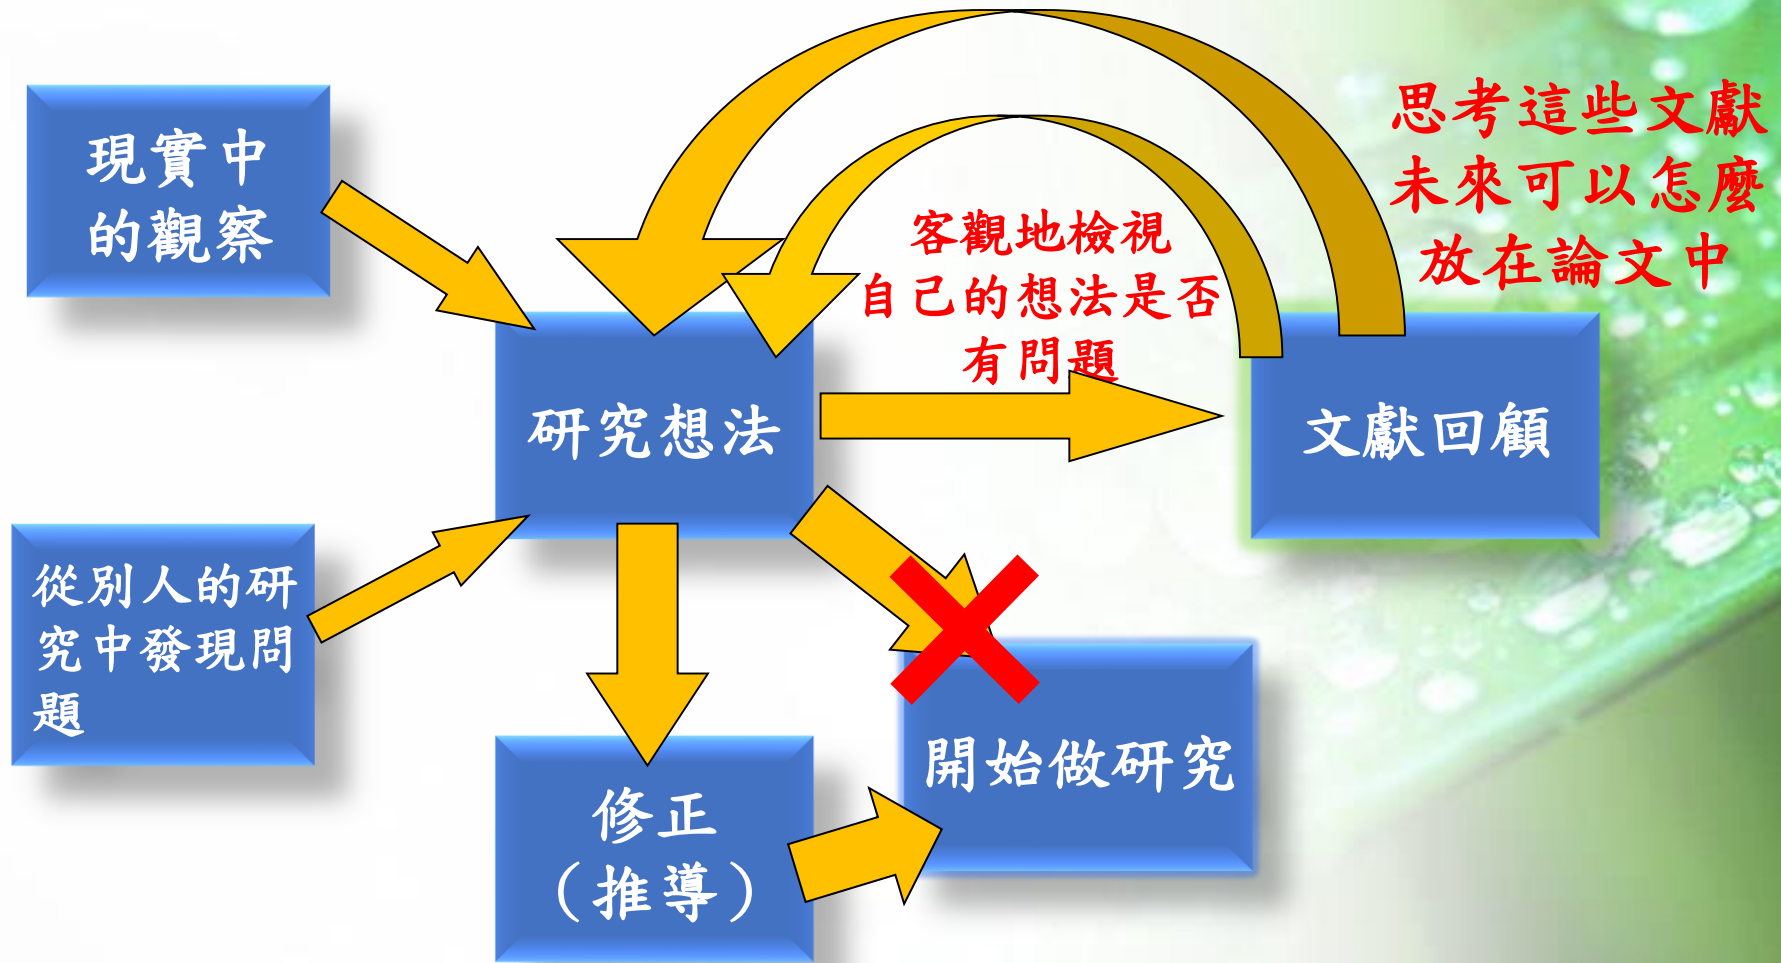 現實中
的觀察
思考這些文獻
未來可以怎麼
放在論文中
客觀地檢視
自己的想法是否
有問題
研究想法
文獻回顧
從別人的研
究中發現問
題
開始做研究
修正
（推導）